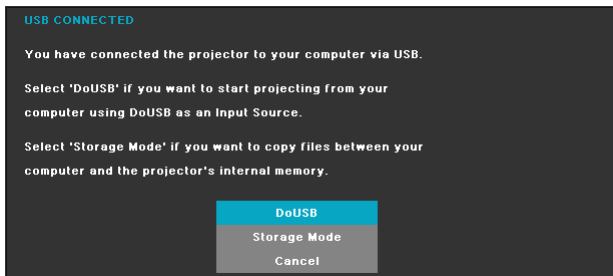 USB CONNECTED
You have connected the projector to your computer via USB.
Select 'DoUSB' if you want to start projecting from your
computer using DoUSB as an Input Source.
Select 'Storage Mode' if you want to copy files between your
computer and the projector's internal memory.
DoUSB
Storage Mode
Cancel